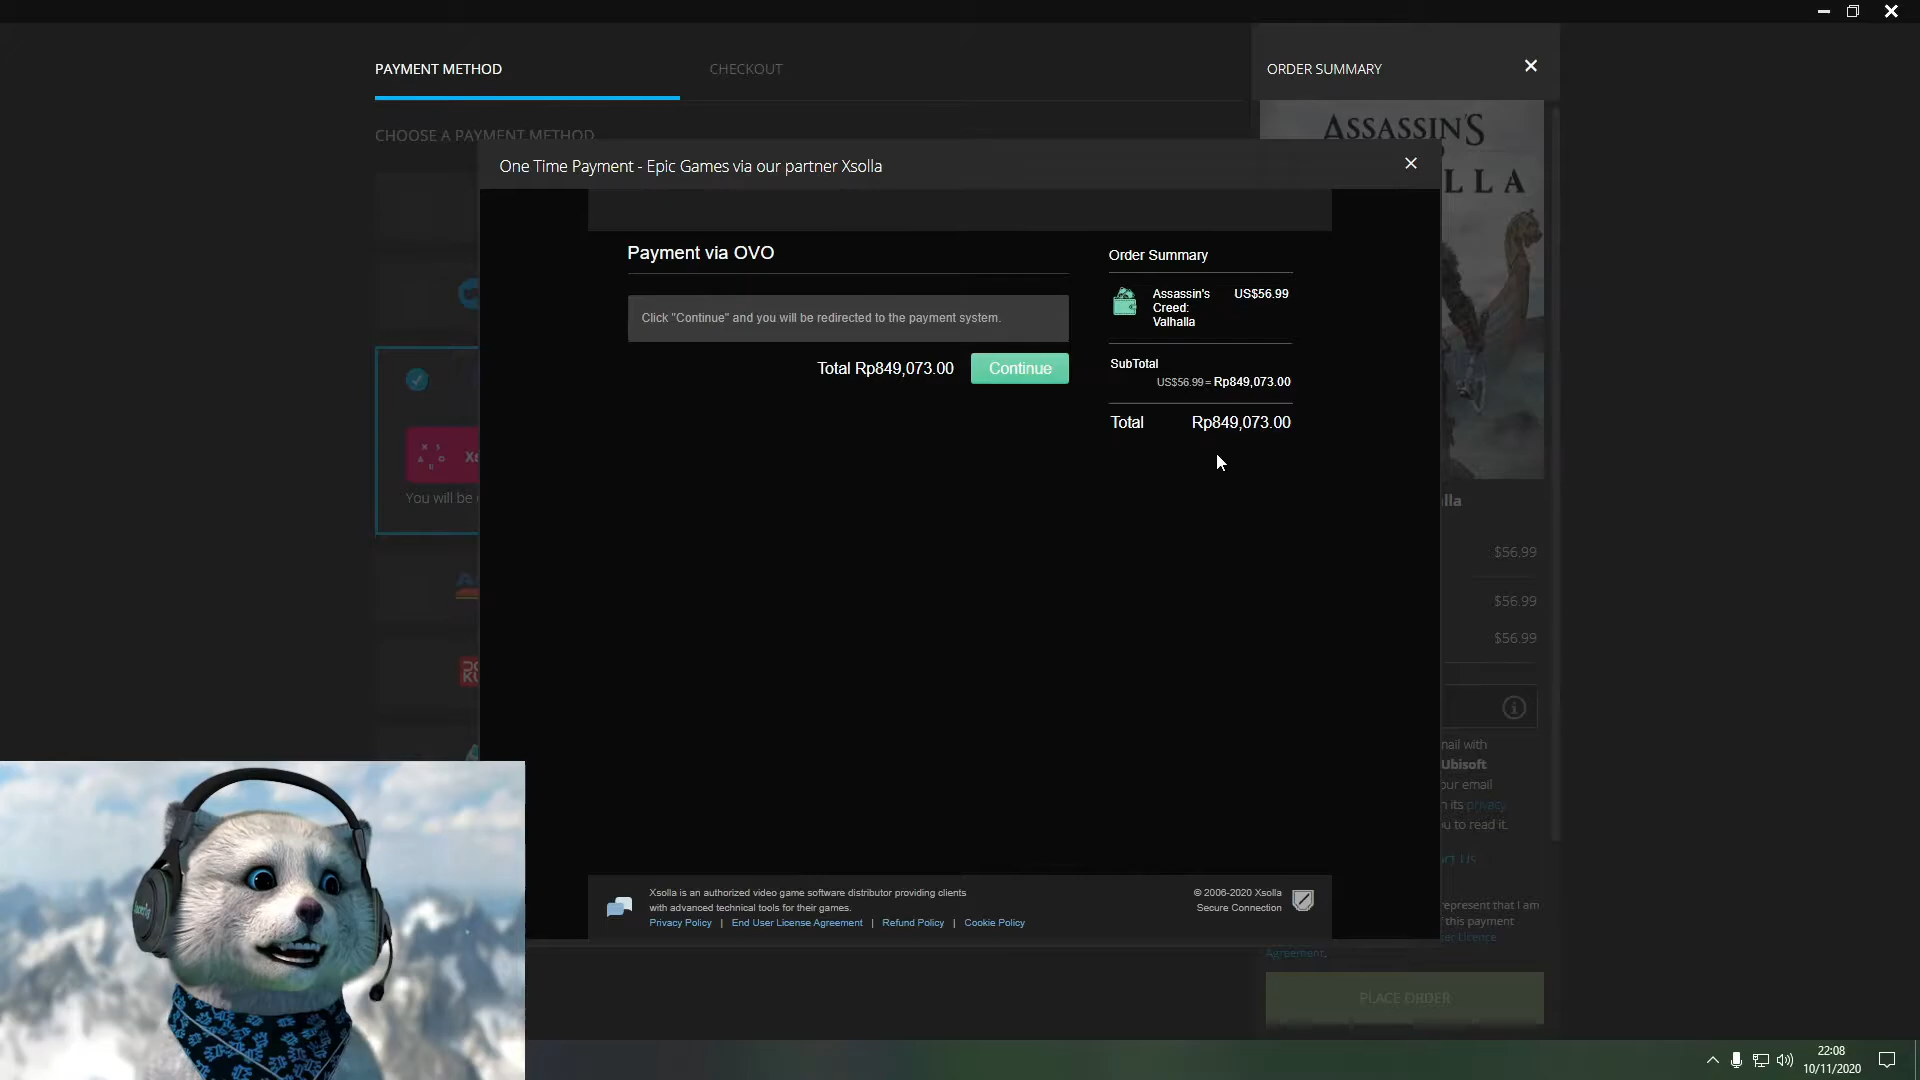 PAYMENT METHOD
CHECKOUT
ORDER SUMMARY
CHOOSE A PAYMENT METHOD
ASSASSIN'S
LLA
One Time Payment - Epic Games via our partner Xsolla
Payment via OVO
Click "Continue" and you will be redirected to the payment system.
Total Rp849,073.00
Continue
Order Summary
Assassin's
Creed:
Valhalla
US$56.99
SubTotal
US$56.99 = Rp849,073.00
Total Rp849,073.00
You will be
lla
$56.99
$56.99
$56.99
nail with
Ubisoft
our email
n its privacy
u to read it.
epresent that I am
this payment
Agreement.
PLACE ORDER
Xsolla is an authorized video game software distributor providing clients
with advanced technical tools for their games.
Privacy Policy | End User License Agreement | Refund Policy | Cookie Policy
© 2006-2020 Xsolla
Secure Connection
22:08
10/11/2020